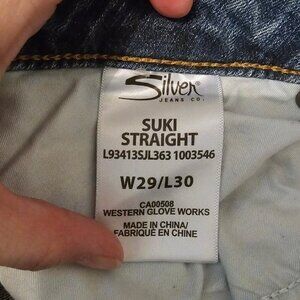 Silver
JEANS CO.
SUKI
STRAIGHT
L93413SJL363 1003546
W29/L30
CA00508
WESTERN GLOVE WORKS
MADE IN CHINA/
FABRIQUÉ EN CHINE